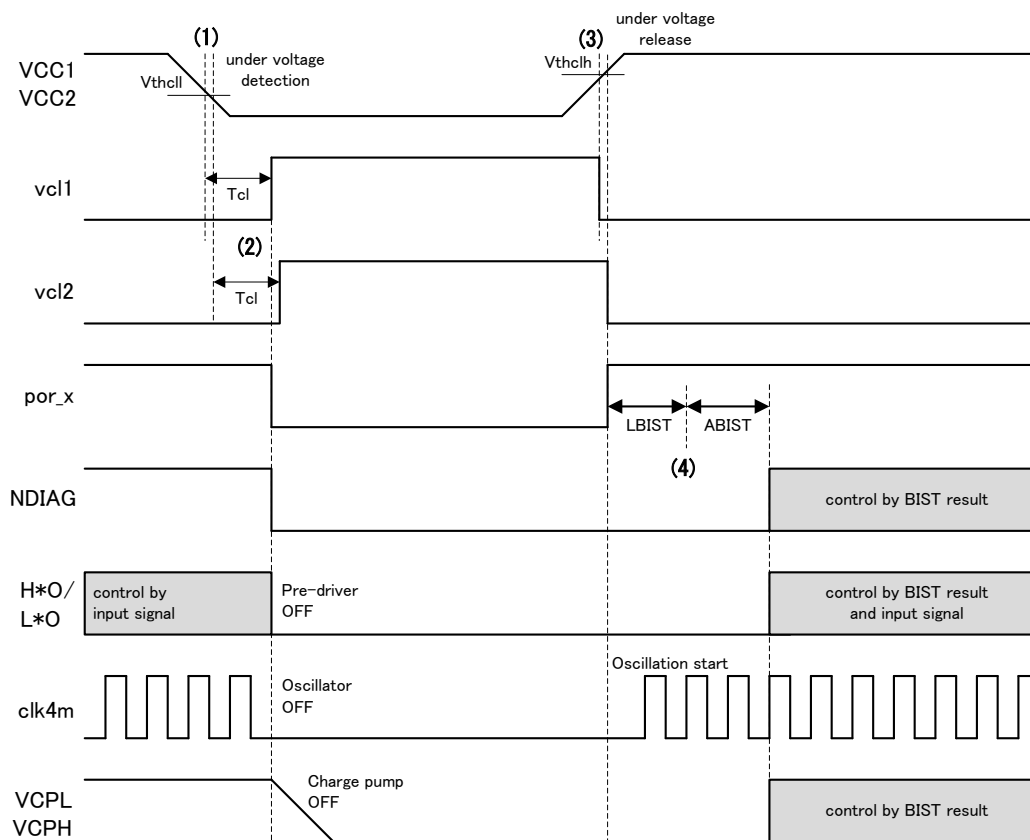 (1)
(3)
under voltage
release
VCC1
VCC2
Vthcll
under voltage
detection
Vthclh
vcl1
Tcl
(2)
vcl2
Tcl
por_x
LBIST
ABIST
(4)
NDIAG
control by BIST result
H*O/
L*O
control by
input signal
Pre-driver
OFF
control by BIST result
and input signal
Oscillation start
clk4m
Oscillator
OFF
VCPL
VCPH
Charge pump
OFF
control by BIST result